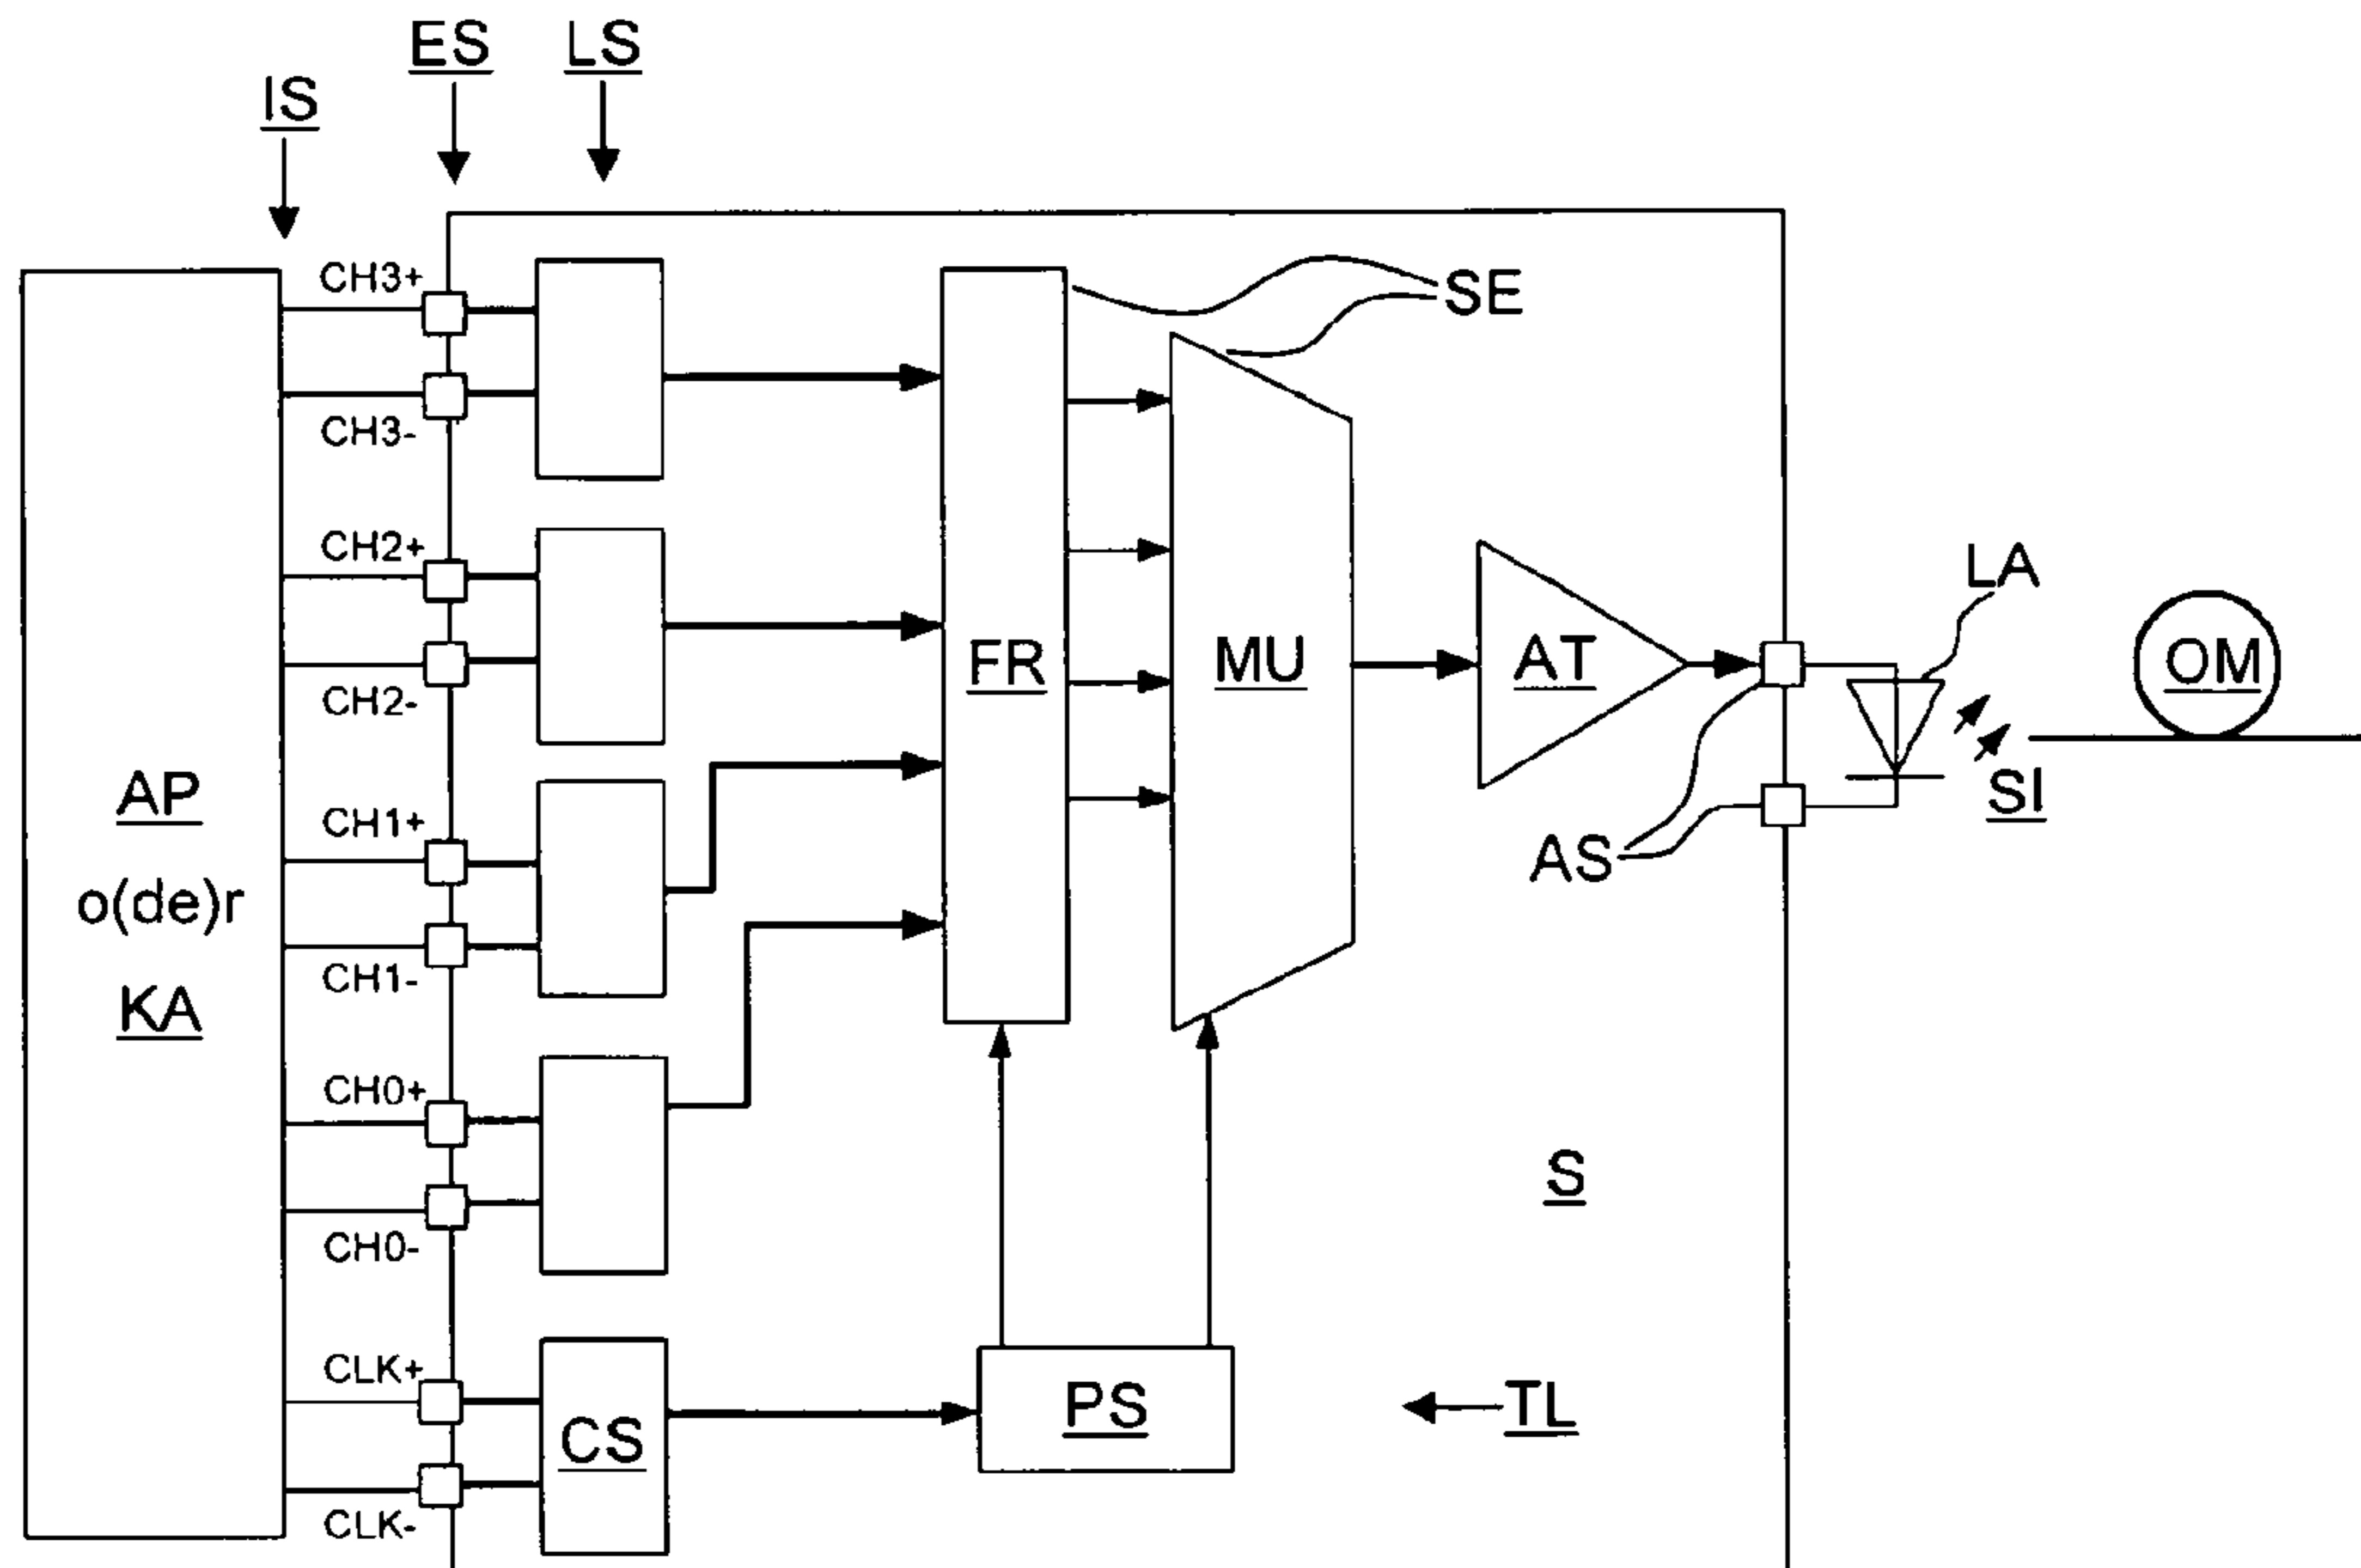 ES
LS
IS
CH3+
SE
CH3-
CH2+
LA
FR
MU
AT
OM
CH2-
AP
SI
CH1+
AS
o(de)r
CH1-
KA
CH0+
S
CH0-
CLK+
PS
TL
CS
CLK-